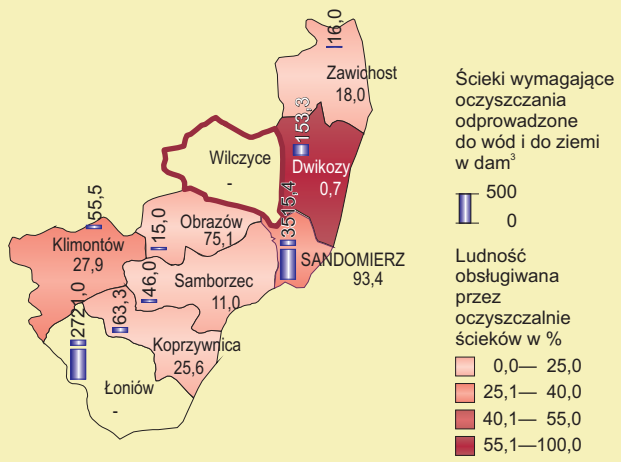 16,0
Zawichost
18,0
153,3
Wilczyce
-
Dwikozy
0,7
3515,4
55,5
Klimontów
27,9
15,0
Obrazów
75,1
SANDOMIERZ
93,4
46,0
Samborzec
11,0
2721,0
63,3
Koprzywnica
25,6
Łoniów
-
Ścieki wymagające
oczyszczania
odprowadzone
do wód i do ziemi
w dam³
500
0
Ludność
obsługiwana
przez
oczyszczalnie
ścieków w %
0,0— 25,0
25,1— 40,0
40,1— 55,0
55,1—100,0